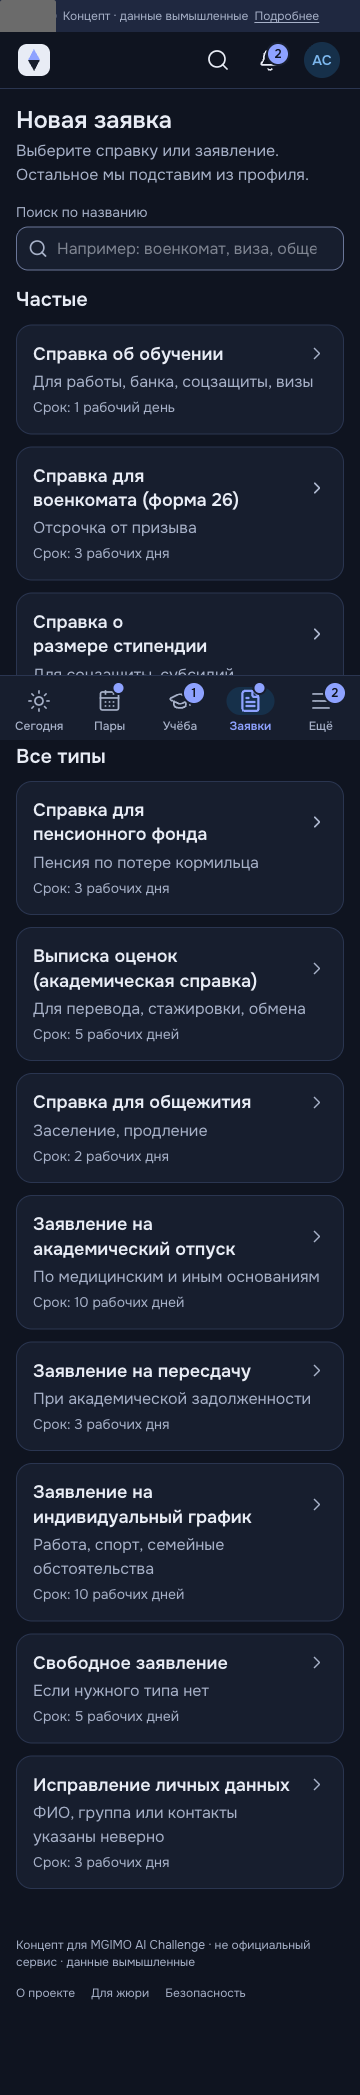 Концепт · данные вымышленные Подробнее
2
АС
Новая заявка
Выберите справку или заявление.
Остальное мы подставим из профиля.
Поиск по названию
Например: военкомат, виза, обще
Частые
Справка об обучении
Для работы, банка, соцзащиты, визы
Срок: 1 рабочий день
Справка для
военкомата (форма 26)
Отсрочка от призыва
Срок: 3 рабочих дня
Справка о
размере стипендии
Для соцзащиты, субсидий
1
2
Сегодня Пары Учёба Заявки Ещё
Все типы
Справка для
пенсионного фонда
Пенсия по потере кормильца
Срок: 3 рабочих дня
Выписка оценок
(академическая справка)
Для перевода, стажировки, обмена
Срок: 5 рабочих дней
Справка для общежития
Заселение, продление
Срок: 2 рабочих дня
Заявление на
академический отпуск
По медицинским и иным основаниям
Срок: 10 рабочих дней
Заявление на пересдачу
При академической задолженности
Срок: 3 рабочих дня
Заявление на
индивидуальный график
Работа, спорт, семейные
обстоятельства
Срок: 10 рабочих дней
Свободное заявление
Если нужного типа нет
Срок: 5 рабочих дней
Исправление личных данных
ФИО, группа или контакты
указаны неверно
Срок: 3 рабочих дня
Концепт для MGIMO AI Challenge · не официальный
сервис · данные вымышленные
О проекте Для жюри Безопасность